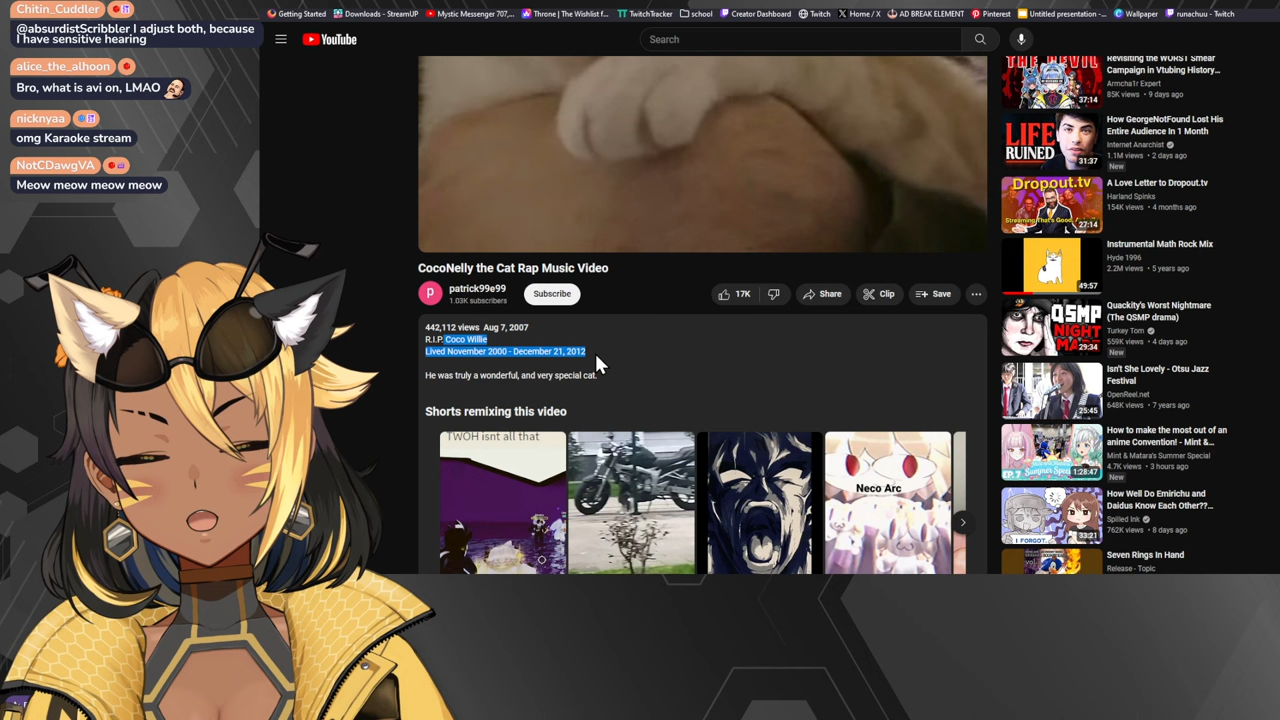 Chitin_Cuddler
@absurdistScribbler I adjust both, because
I have sensitive hearing
alice_the_alhoon
Bro, what is avi on, LMAO
nicknyaa
omg Karaoke stream
NotCDawgVA
Meow meow meow meow
Getting Started
Downloads - StreamUP
Mystic Messenger 707,...
Throne | The Wishlist f...
TwitchTracker
school
Creator Dashboard
Twitch
Home / X
AD BREAK ELEMENT
Pinterest
Untitled presentation -...
Wallpaper
runachuu - Twitch
YouTube
Search
CocoNelly the Cat Rap Music Video
P
patrick99e99
1.03K subscribers
Subscribe
17K
Share
Clip
Save
442,112 views Aug 7, 2007
R.I.P. Coco Willie
Lived November 2000 - December 21, 2012
He was truly a wonderful, and very special cat.
Shorts remixing this video
TWOH isnt all that
Neco Arc
THE DEVIL
37:14
Revisiting the WORST Smear
Campaign in Vtubing History...
Armcha1r Expert
85K views • 9 days ago
LIFE
RUINED
31:37
How GeorgeNotFound Lost His
Entire Audience In 1 Month
Internet Anarchist
1.1M views • 2 days ago
New
Dropout.tv
Streaming That's Good
27:14
A Love Letter to Dropout.tv
Harland Spinks
154K views • 4 months ago
49:57
Instrumental Math Rock Mix
Hyde 1996
2.2M views • 5 years ago
QSMP
NIGHT
29:34
Quackity's Worst Nightmare
(The QSMP drama)
Turkey Tom
559K views • 4 days ago
New
25:45
Isn't She Lovely - Otsu Jazz
Festival
OpenReel.net
648K views • 7 years ago
EP.7
1:28:47
How to make the most out of an
anime Convention! - Mint &...
Mint & Matara's Summer Special
4.7K views • 3 hours ago
New
I FORGOT.
33:21
How Well Do Emirichu and
Daidus Know Each Other??...
Spilled Ink
762K views • 8 days ago
Seven Rings In Hand
Release - Topic